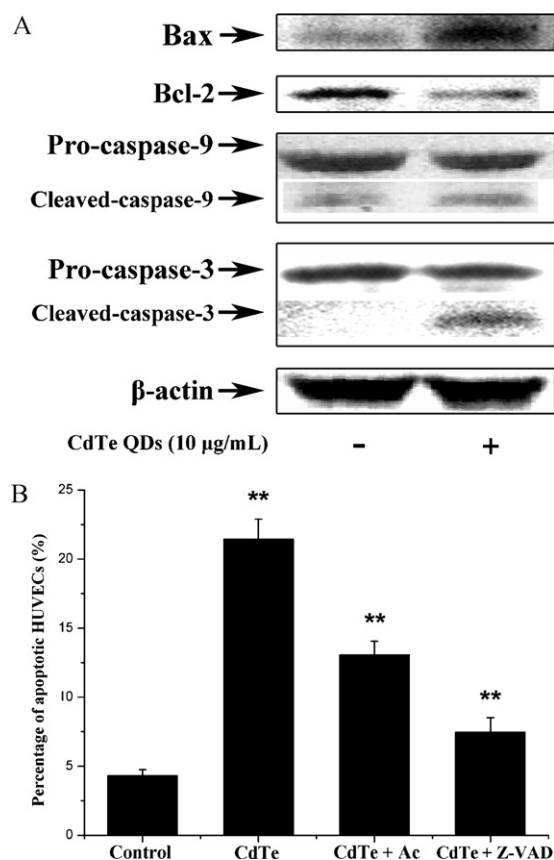 A
Bax
Bcl-2
Pro-caspase-9
Cleaved-caspase-9
Pro-caspase-3
Cleaved-caspase-3
β-actin
CdTe QDs (10 μg/mL) - +
B
Percentage of apoptotic HUVECs (%)
25
20
15
10
5
0
**
**
**
Control CdTe CdTe + Ac CdTe + Z-VAD